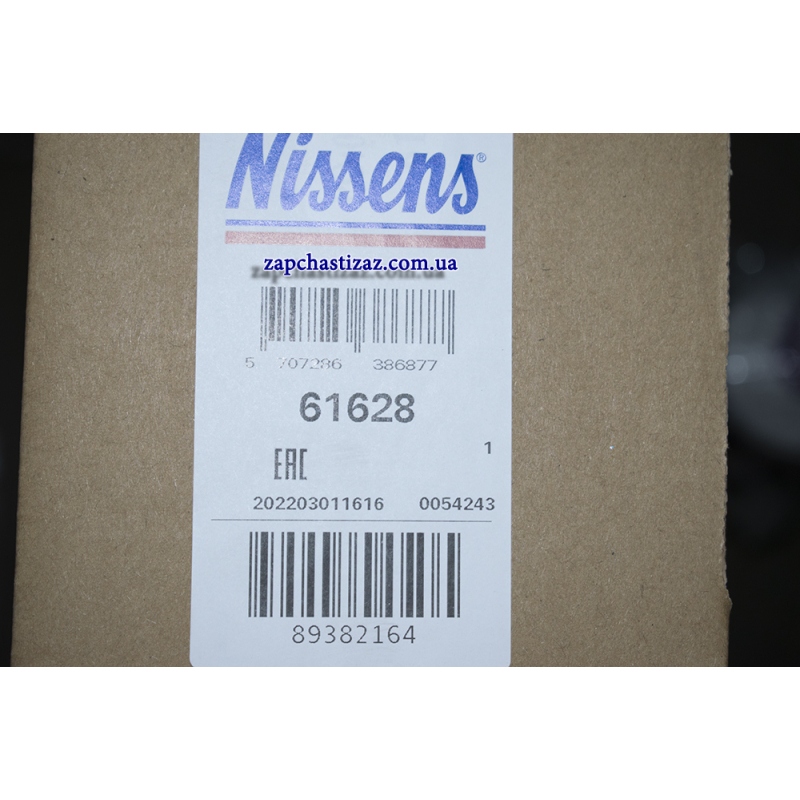 Nissens®
zapchastizaz.com.ua
5 707286 386877
61628
1
EAC
202203011616 0054243
89382164